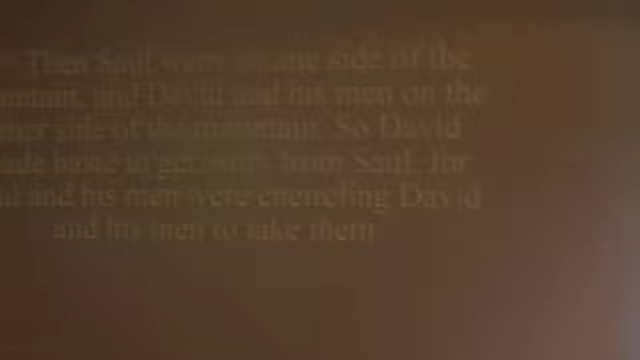 Then Saul went on one side of the
and David and his men on the
other side of the mountain. So David
haste to get away from Saul, for
and his men were encircling David
and his men to take them